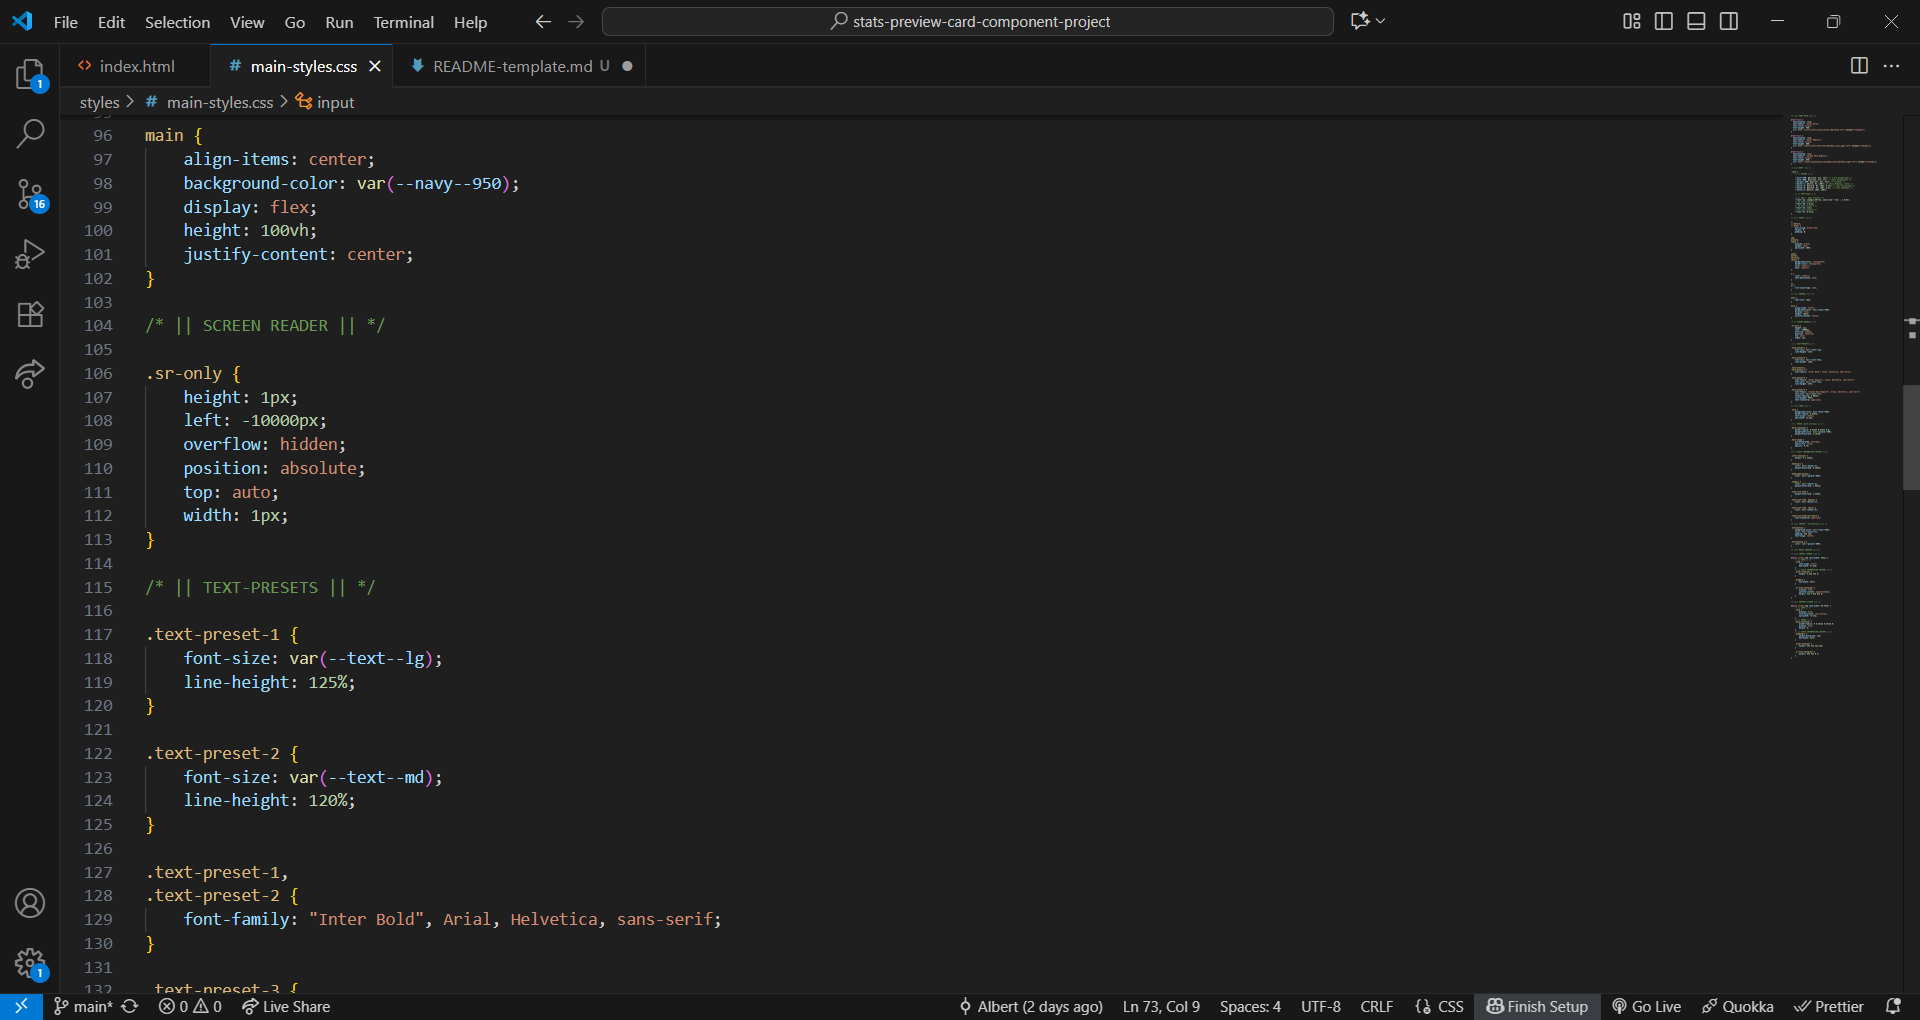 File Edit Selection View Go Run Terminal Help
stats-preview-card-component-project
index.html
# main-styles.css
README-template.md U
styles > # main-styles.css > input
1
16
96 main {
97 align-items: center;
98 background-color: var(--navy--950);
99 display: flex;
100 height: 100vh;
101 justify-content: center;
102 }
103
104 /* || SCREEN READER || */
105
106 .sr-only {
107 height: 1px;
108 left: -10000px;
109 overflow: hidden;
110 position: absolute;
111 top: auto;
112 width: 1px;
113 }
114
115 /* || TEXT-PRESETS || */
116
117 .text-preset-1 {
118 font-size: var(--text--lg);
119 line-height: 125%;
120 }
121
122 .text-preset-2 {
123 font-size: var(--text--md);
124 line-height: 120%;
125 }
126
127 .text-preset-1,
128 .text-preset-2 {
129 font-family: "Inter Bold", Arial, Helvetica, sans-serif;
130 }
131
132 .text-preset-3 {
1
main* 0 0 Live Share Albert (2 days ago) Ln 73, Col 9 Spaces: 4 UTF-8 CRLF {} CSS Finish Setup Go Live Quokka Prettier